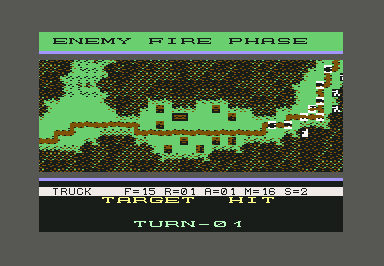 ENEMY FIRE PHASE
TRUCK F=15 R=01 A=01 M=16 S=2
TARGET HIT
TURN-01